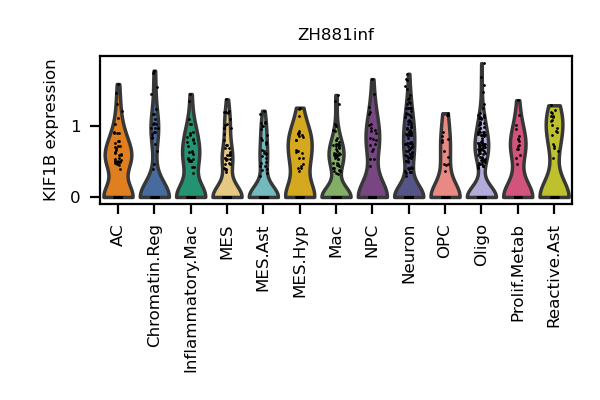 ZH881inf
KIF1B expression
1
0
AC
Chromatin.Reg
Inflammatory.Mac
MES
MES.Ast
MES.Hyp
Mac
NPC
Neuron
OPC
Oligo
Prolif.Metab
Reactive.Ast